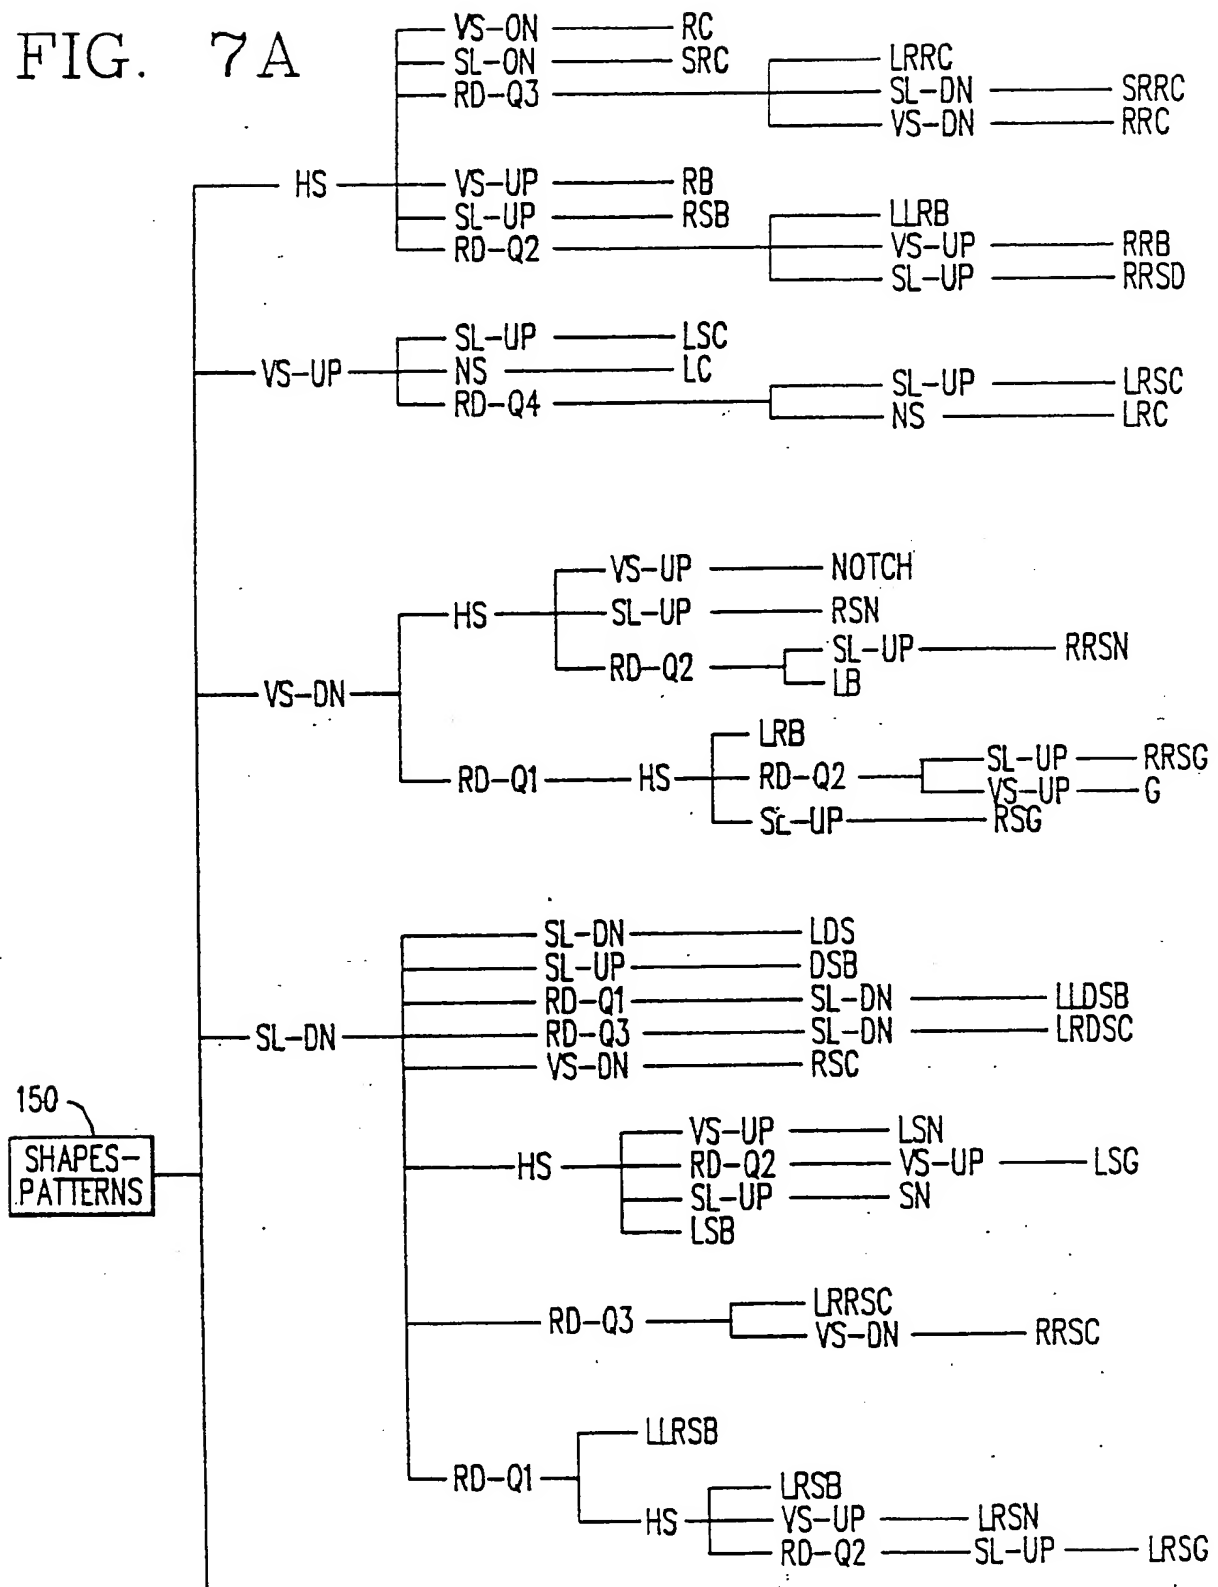 FIG. 7A
VS-ON RC
SL-ON SRC
LRRC
RD-Q3 SL-DN SRRC
VS-DN RRC
HS VS-UP RB
SL-UP RSB
LLRB
RD-Q2 VS-UP RRB
SL-UP RRSD
SL-UP LSC
VS-UP NS LC
RD-Q4 SL-UP LRSC
NS LRC
VS-UP NOTCH
HS SL-UP RSN
RD-Q2 SL-UP RRSN
LB
VS-DN
LRB
RD-Q1 HS RD-Q2 SL-UP RRSG
VS-UP G
SL-UP RSG
SL-DN LDS
SL-UP DSB
RD-Q1 SL-DN LLDSB
SL-DN RD-Q3 SL-DN LRDSC
VS-DN RSC
150
SHAPES-
PATTERNS
VS-UP LSN
HS RD-Q2 VS-UP LSG
SL-UP SN
LSB
LRRSC
RD-Q3 VS-DN RRSC
LLRSB
RD-Q1
LRSB
HS VS-UP LRSN
RD-Q2 SL-UP LRSG